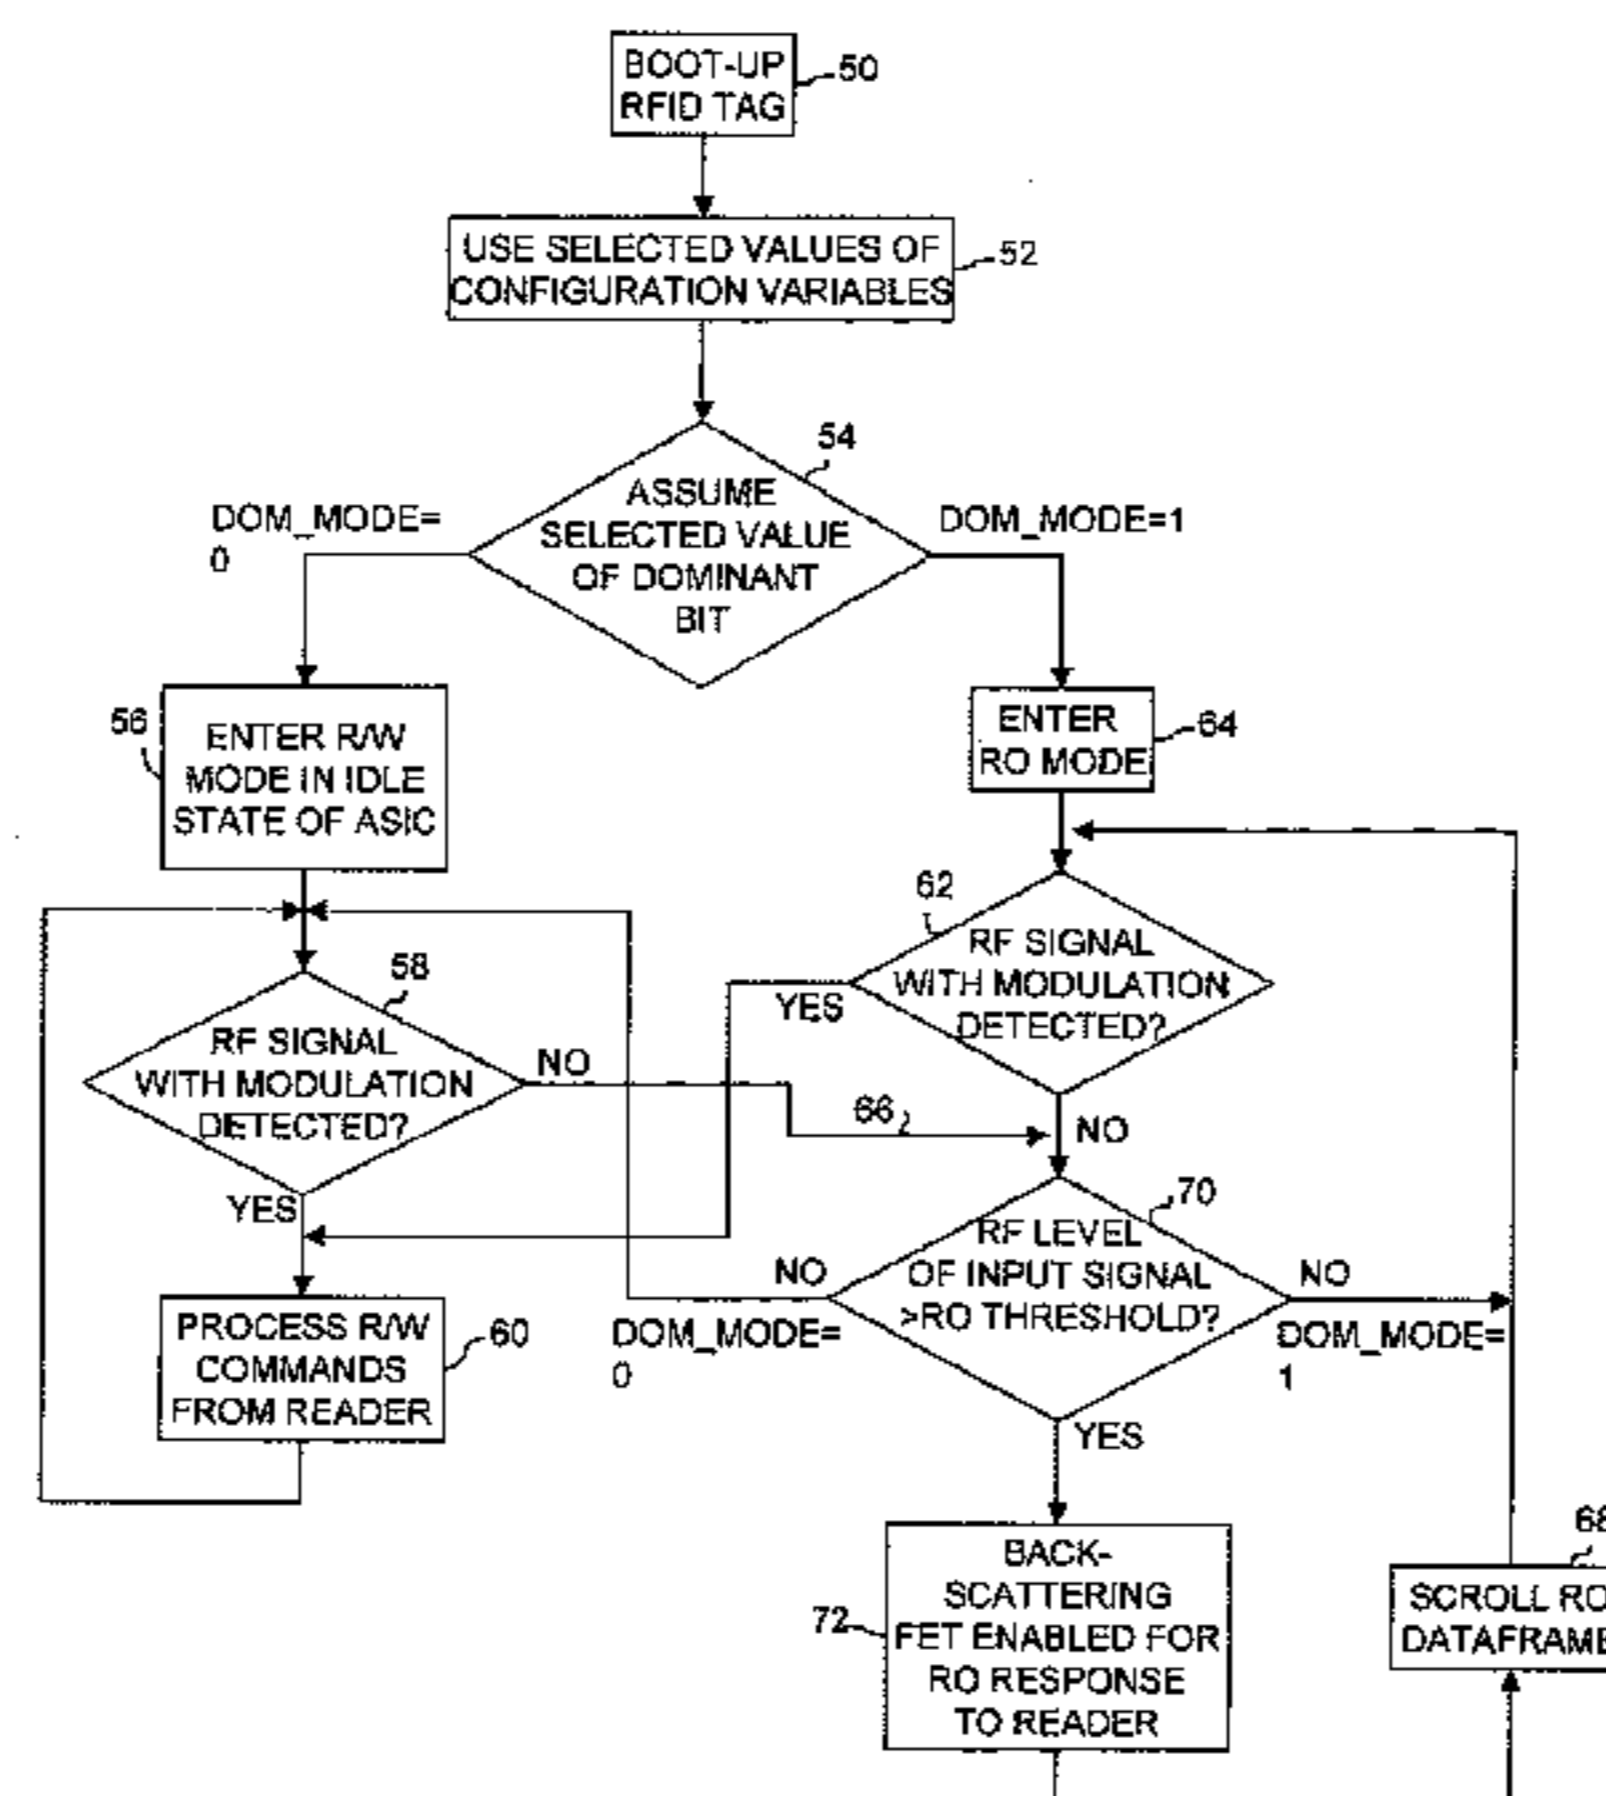 BOOT-UP
RFID TAG
50
USE SELECTED VALUES OF
CONFIGURATION VARIABLES
52
54
ASSUME
SELECTED VALUE
OF DOMINANT
BIT
DOM_MODE=
0
DOM_MODE=1
56
ENTER R/W
MODE IN IDLE
STATE OF ASIC
ENTER
RO MODE
64
62
RF SIGNAL
WITH MODULATION
DETECTED?
YES
NO
58
RF SIGNAL
WITH MODULATION
DETECTED?
NO
YES
66
70
RF LEVEL
OF INPUT SIGNAL
>RO THRESHOLD?
NO
DOM_MODE=
0
NO
DOM_MODE=
1
YES
PROCESS R/W
COMMANDS
FROM READER
60
BACK-
SCATTERING
FET ENABLED FOR
RO RESPONSE
TO READER
72
68
SCROLL RO
DATAFRAME